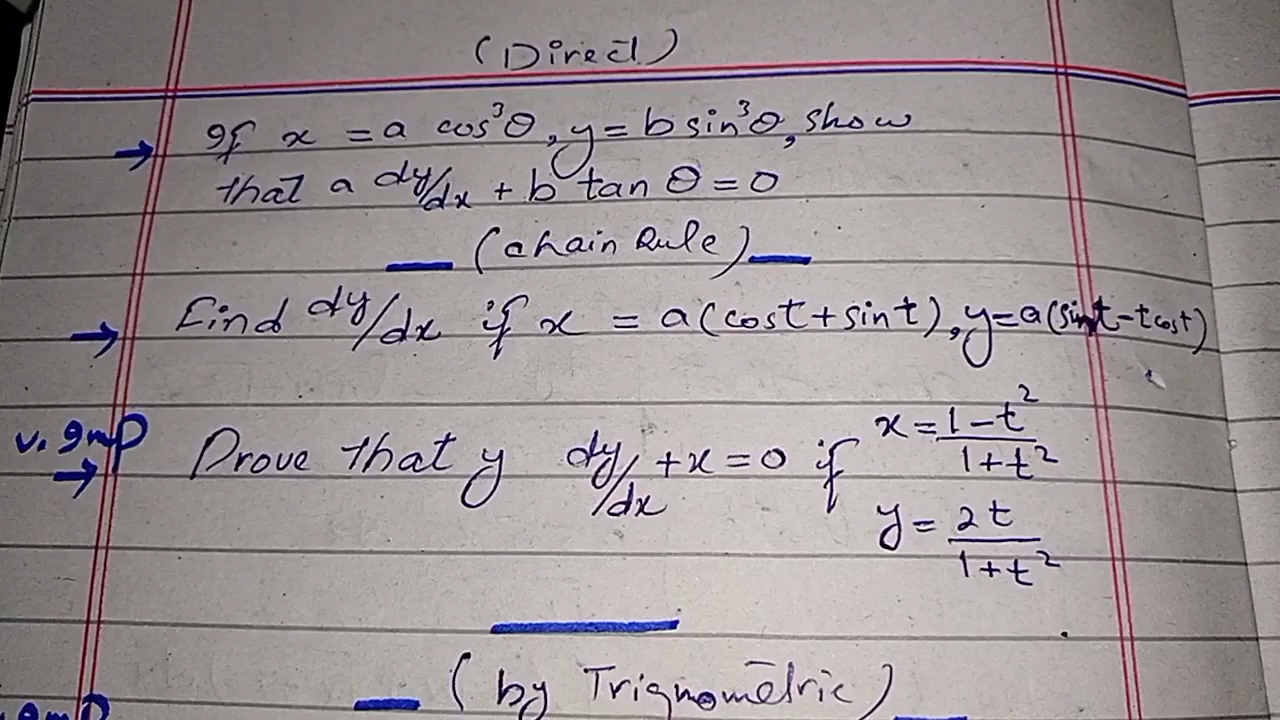 (Direct)
→ If x = a cos³θ, y = b sin³θ, show
that a dy/dx + b tan θ = 0
(Chain Rule)
→ Find dy/dx if x = a(cost + sint), y = a(sint - t cost)
v. Imp → Prove that y dy/dx + x = 0 if x = 1-t²/1+t²
y = 2t/1+t²
(by Trignometric)